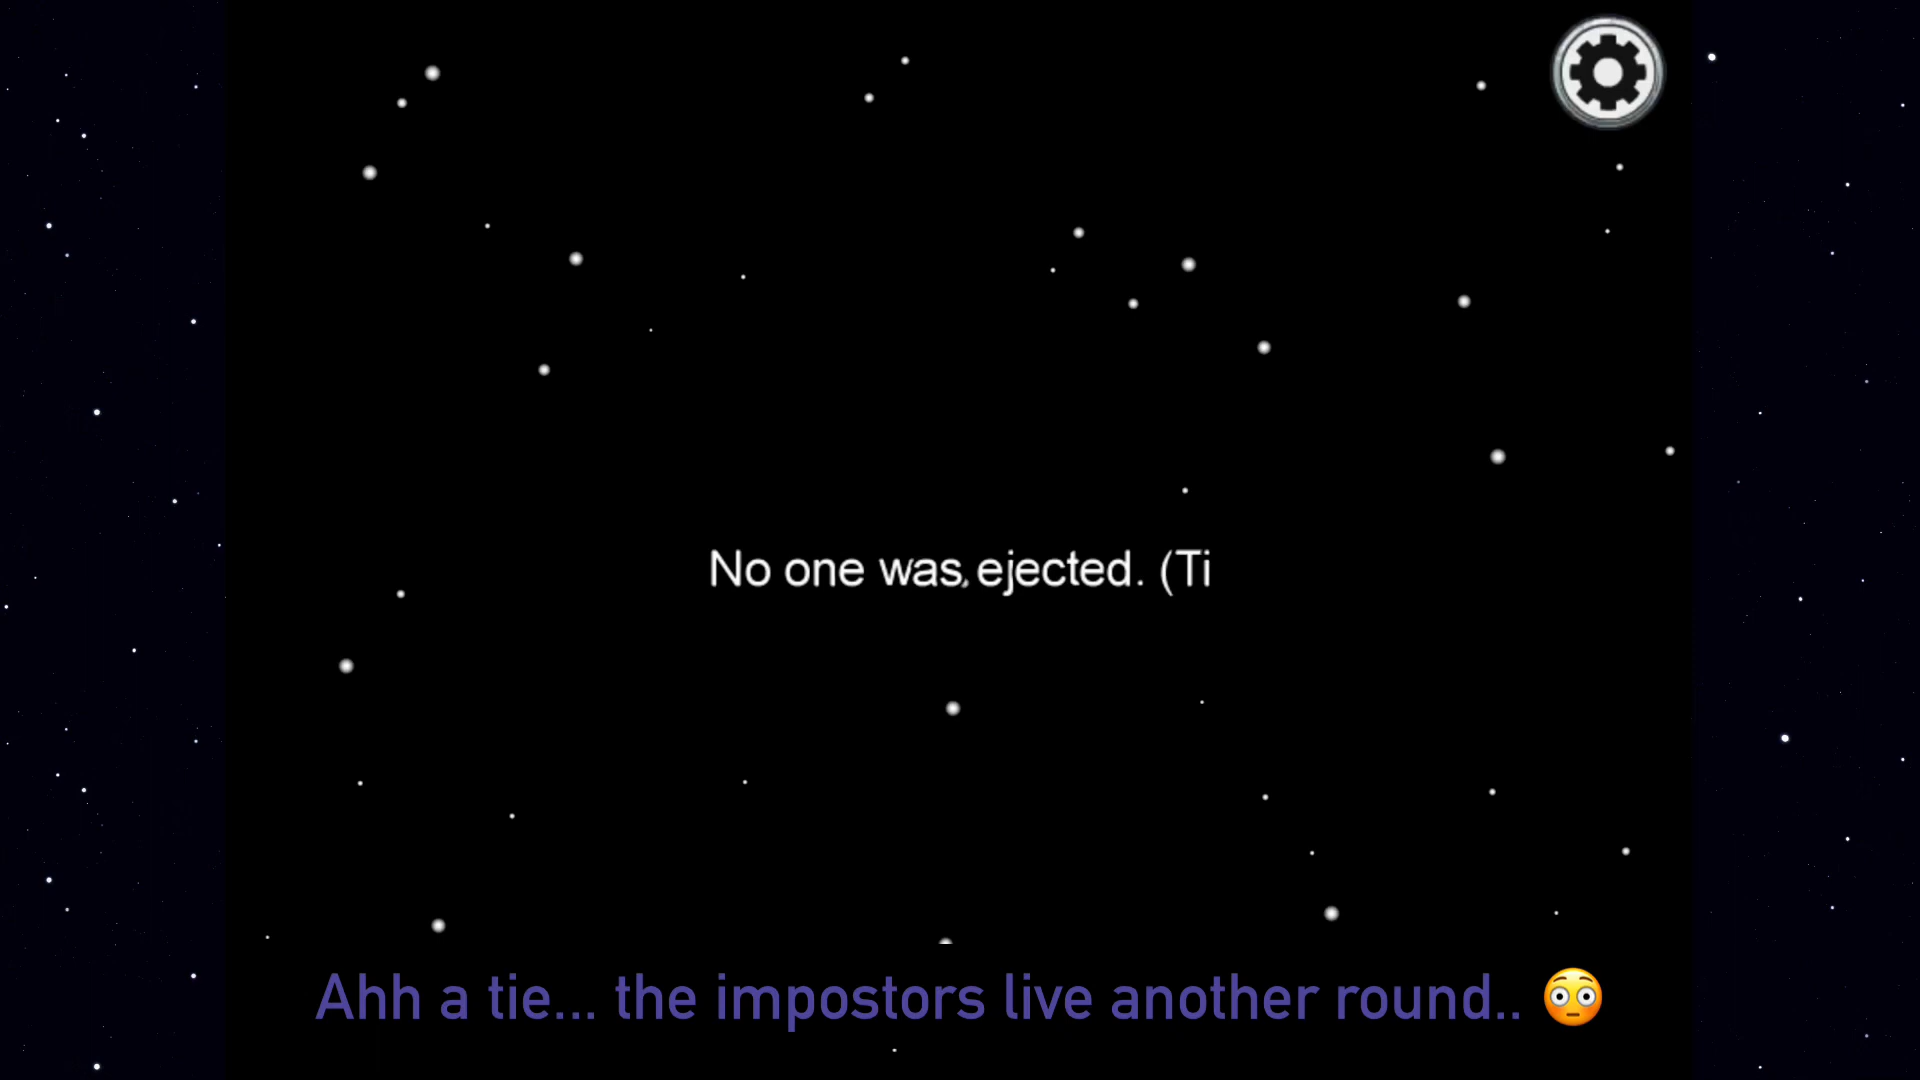 No one was ejected. (Ti
Ahh a tie... the impostors live another round.. 😳